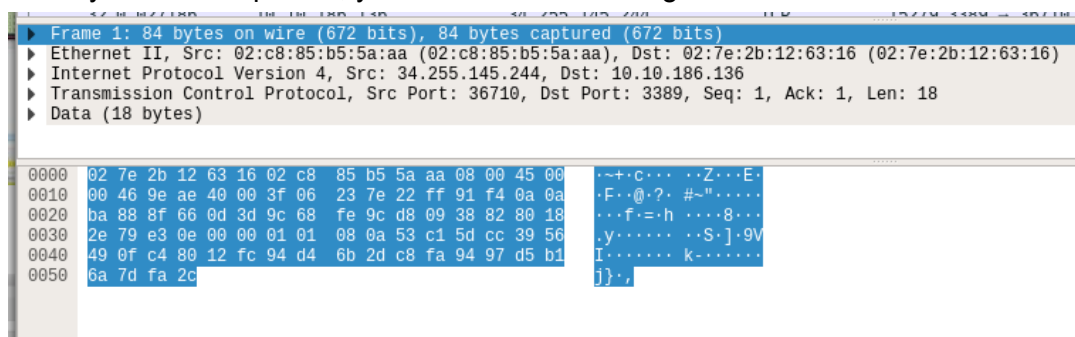 Frame 1: 84 bytes on wire (672 bits), 84 bytes captured (672 bits)
Ethernet II, Src: 02:c8:85:b5:5a:aa (02:c8:85:b5:5a:aa), Dst: 02:7e:2b:12:63:16 (02:7e:2b:12:63:16)
Internet Protocol Version 4, Src: 34.255.145.244, Dst: 10.10.186.136
Transmission Control Protocol, Src Port: 36710, Dst Port: 3389, Seq: 1, Ack: 1, Len: 18
Data (18 bytes)
0000 02 7e 2b 12 63 16 02 c8 85 b5 5a aa 08 00 45 00 ·~+·c··· ··Z···E·
0010 00 46 9e ae 40 00 3f 06 23 7e 22 ff 91 f4 0a 0a ·F··@·?· #~"·····
0020 ba 88 8f 66 0d 3d 9c 68 fe 9c d8 09 38 82 80 18 ···f·=·h ····8···
0030 2e 79 e3 0e 00 00 01 01 08 0a 53 c1 5d cc 39 56 .y······ ··S·]·9V
0040 49 0f c4 80 12 fc 94 d4 6b 2d c8 fa 94 97 d5 b1 I······· k-······
0050 6a 7d fa 2c j}·,